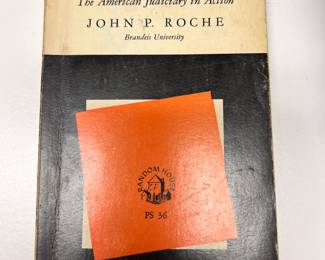 The American Judiciary in Action
JOHN P. ROCHE
Brandeis University
RANDOM HOUSE
PS 36